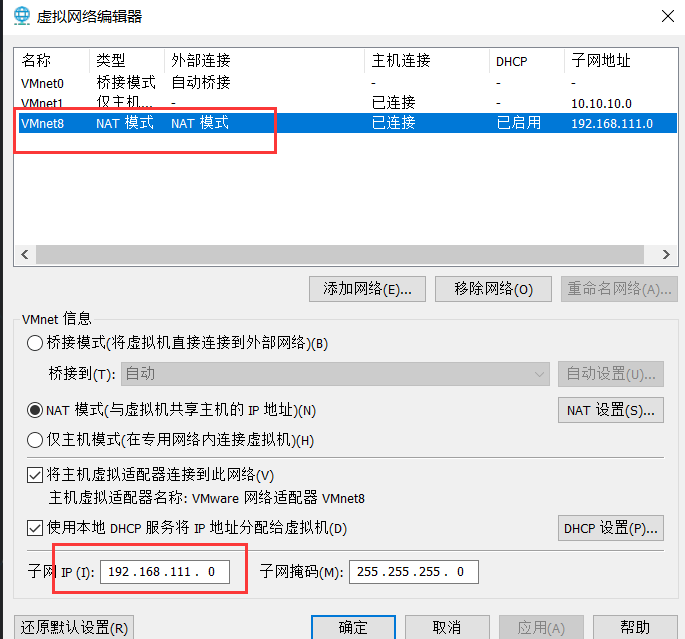 虚拟网络编辑器
名称 类型 外部连接 主机连接 DHCP 子网地址
VMnet0 桥接模式 自动桥接 - - -
VMnet1 仅主机... - 已连接 - 10.10.10.0
VMnet8 NAT 模式 NAT 模式 已连接 已启用 192.168.111.0
添加网络(E)... 移除网络(O) 重命名网络(A)...
VMnet 信息
桥接模式(将虚拟机直接连接到外部网络)(B)
桥接到(T): 自动 自动设置(U)...
NAT 模式(与虚拟机共享主机的 IP 地址)(N) NAT 设置(S)...
仅主机模式(在专用网络内连接虚拟机)(H)
将主机虚拟适配器连接到此网络(V)
主机虚拟适配器名称: VMware 网络适配器 VMnet8
使用本地 DHCP 服务将 IP 地址分配给虚拟机(D) DHCP 设置(P)...
子网 IP (I): 192.168.111. 0 子网掩码(M): 255.255.255. 0
还原默认设置(R) 确定 取消 应用(A) 帮助